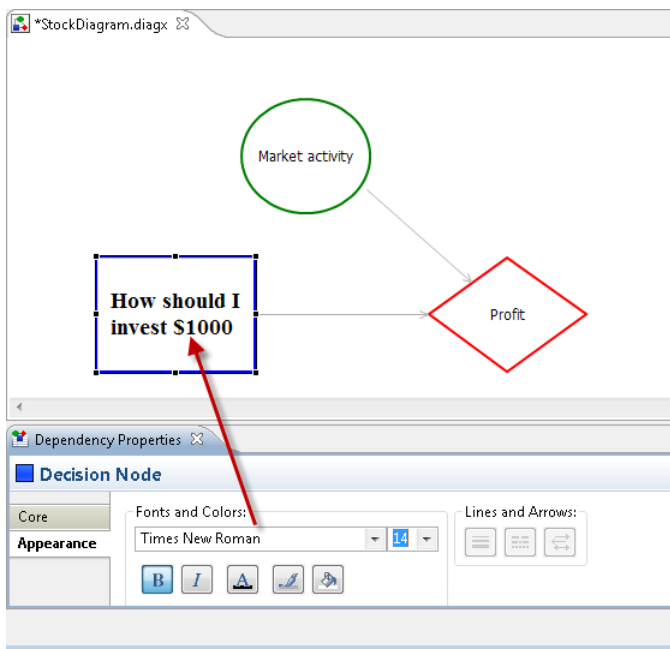 *StockDiagram.diagx
Market activity
How should I
invest $1000
Profit
Dependency Properties
Decision Node
Core
Appearance
Fonts and Colors:
Times New Roman
14
B I A
Lines and Arrows: